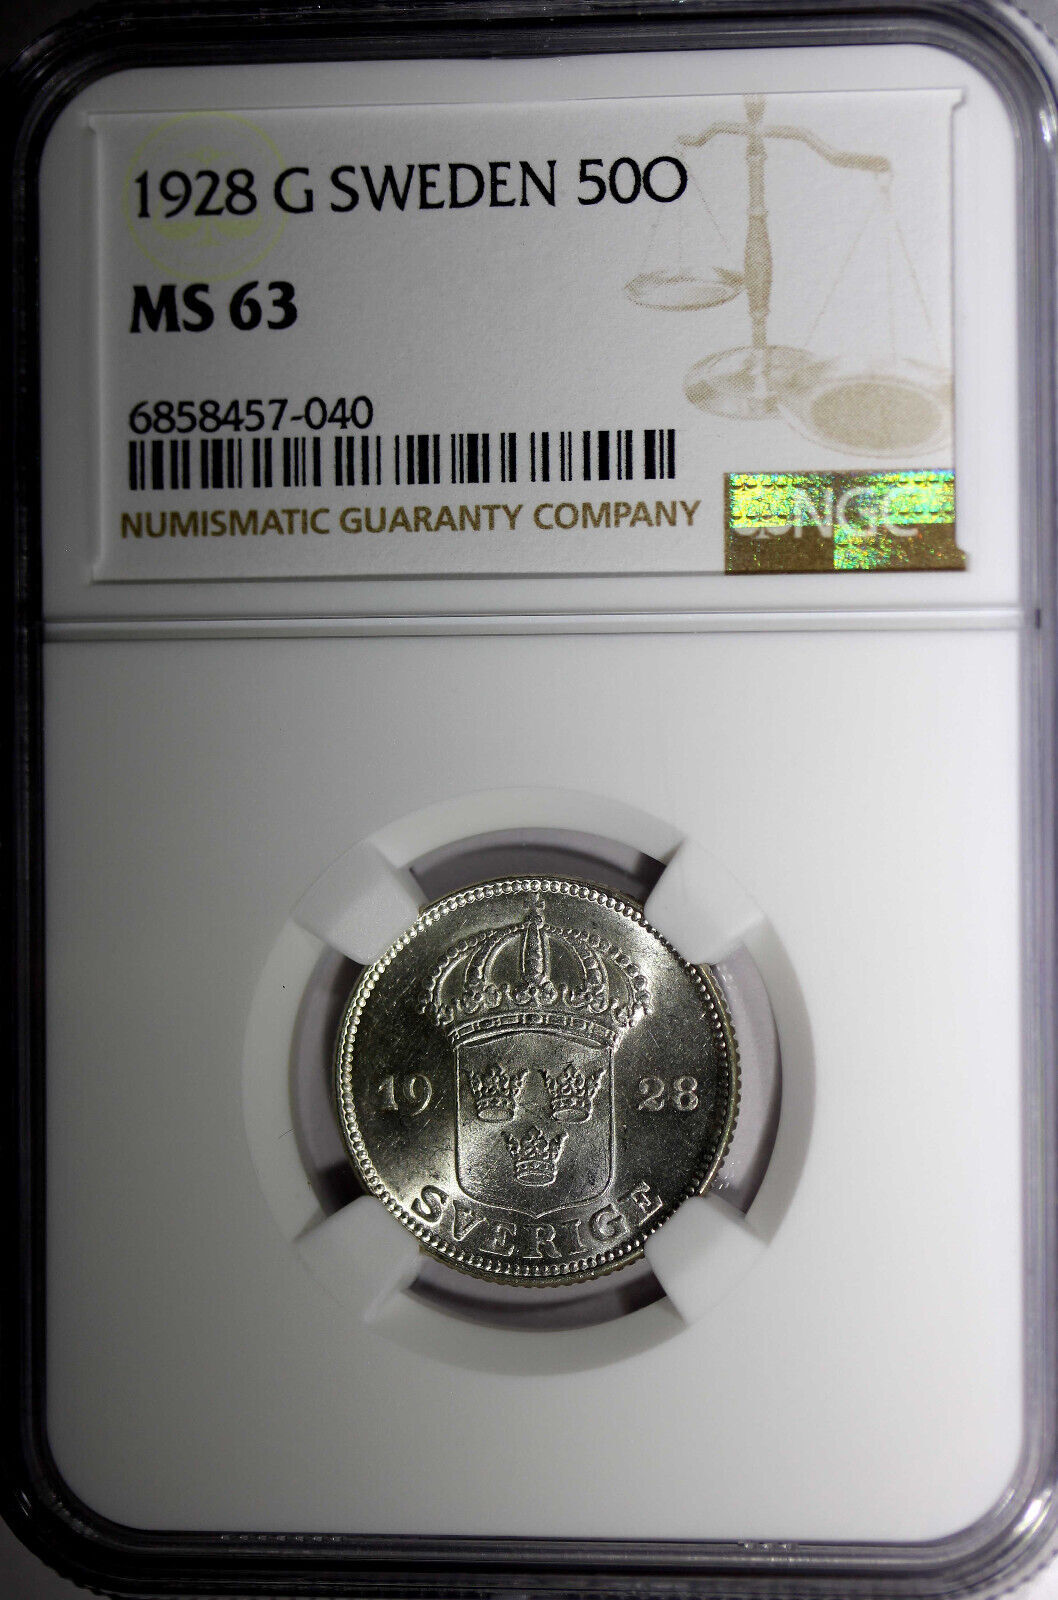 1928 G SWEDEN 50O
MS 63
6858457-040
NUMISMATIC GUARANTY COMPANY
NGC
19 28
SVERIGE